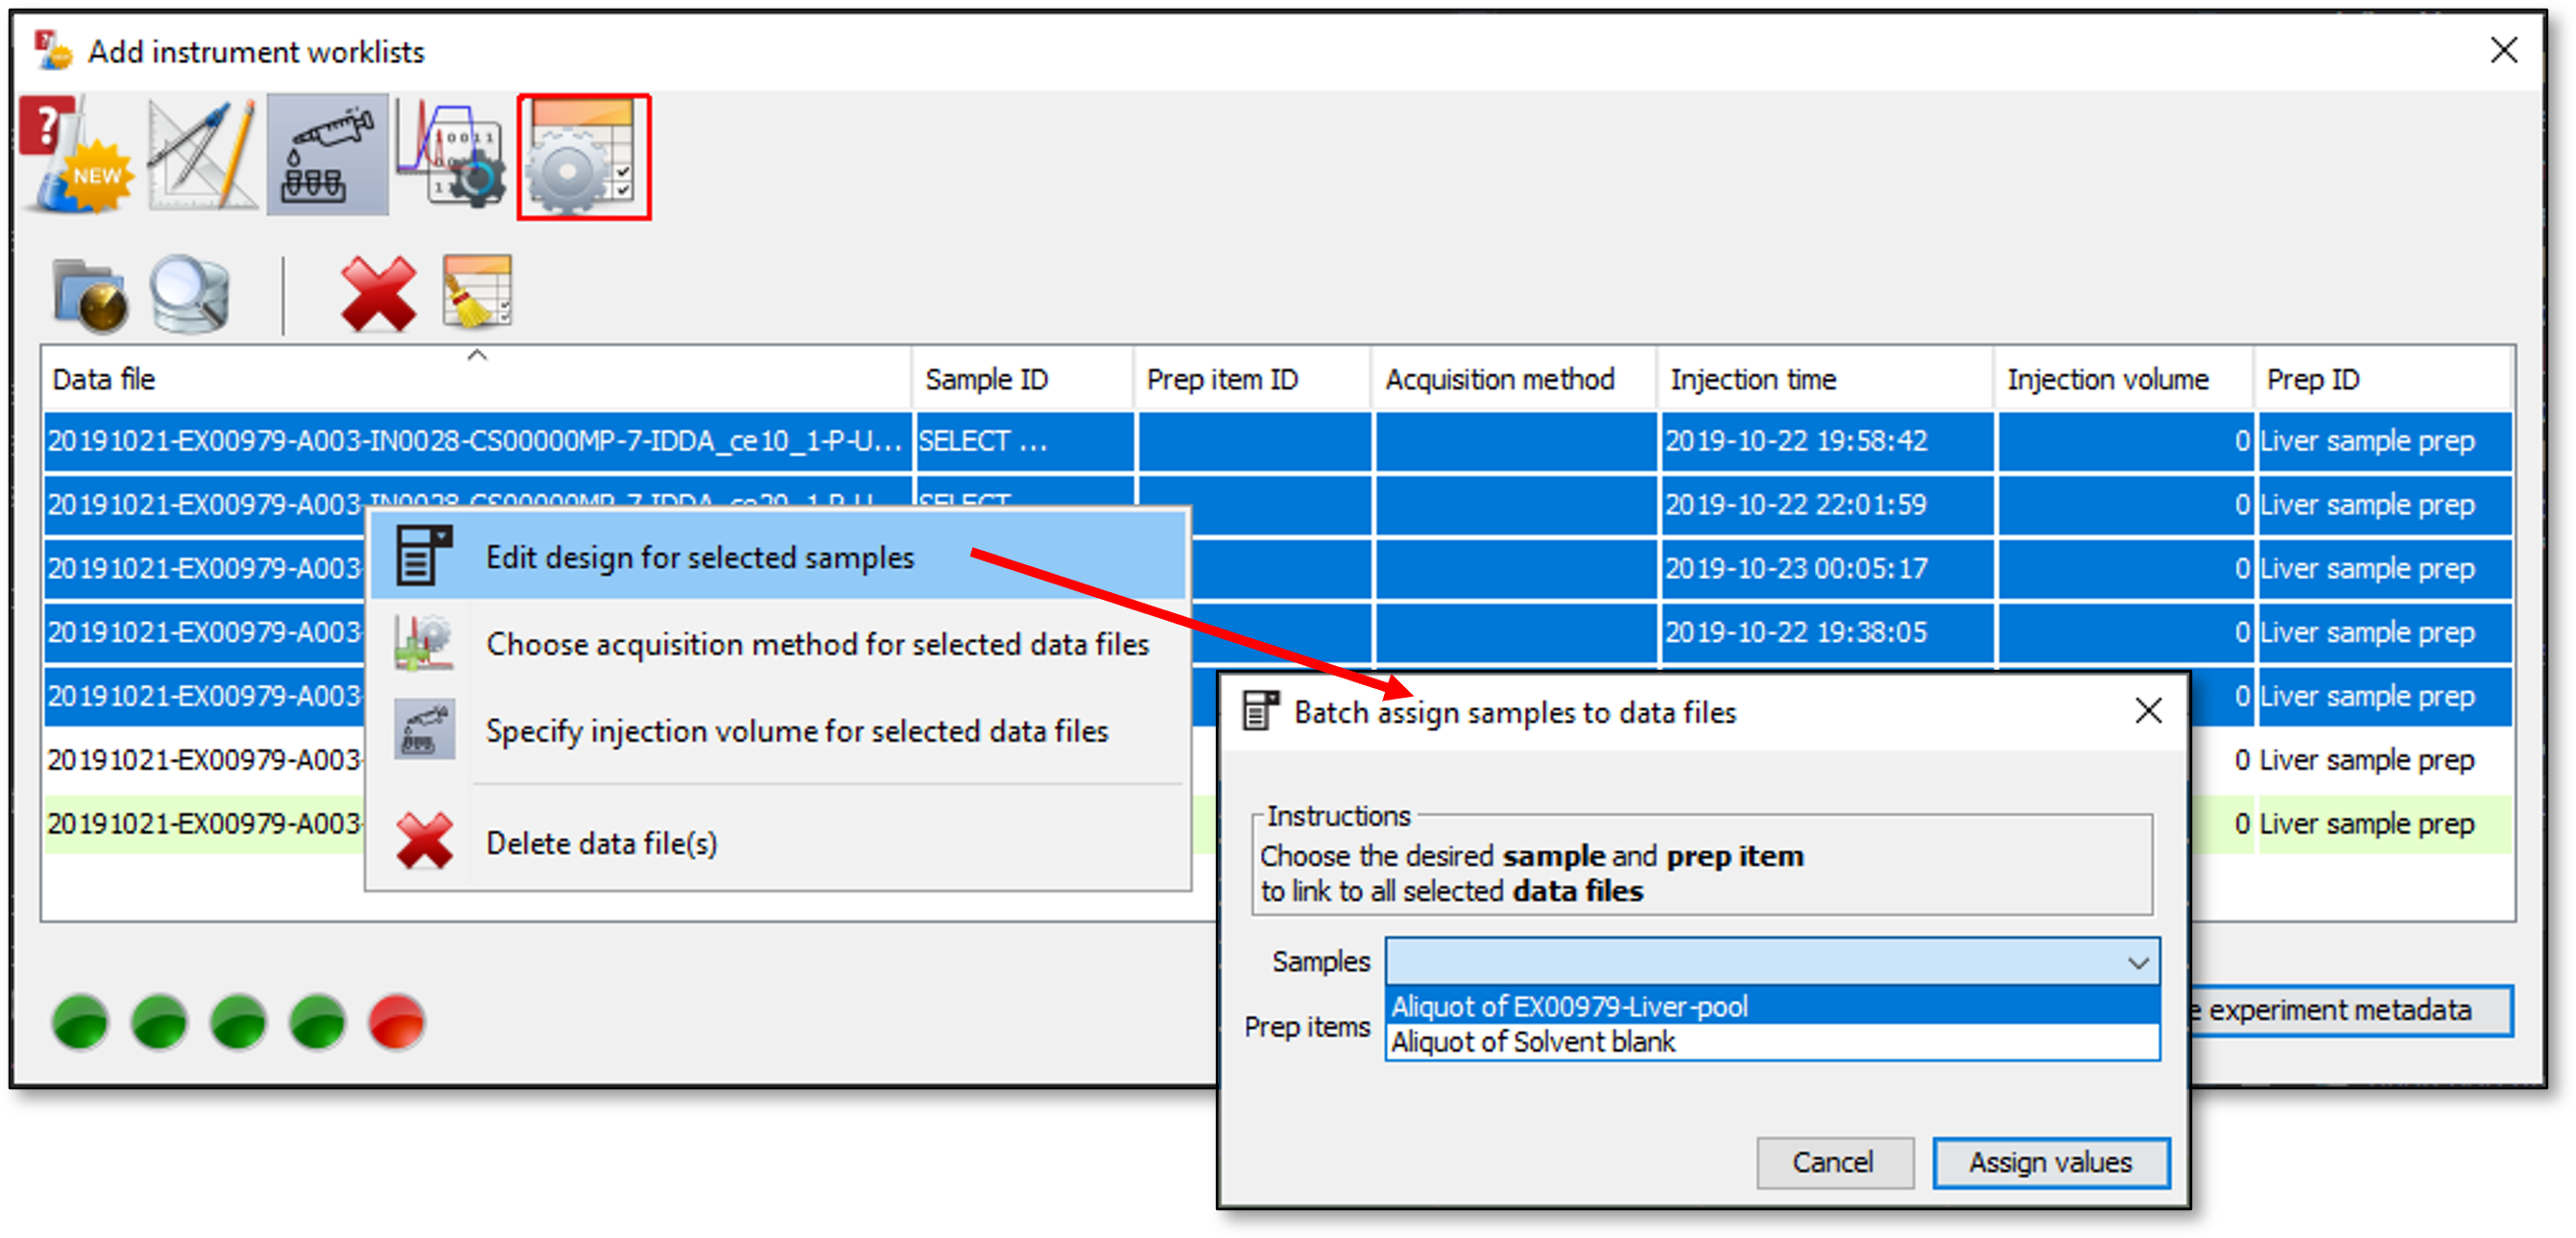 Add instrument worklists
?
NEW
10011
Data file Sample ID Prep item ID Acquisition method Injection time Injection volume Prep ID
20191021-EX00979-A003-IN0028-CS00000MP-7-IDDA_ce10_1-P-U... SELECT ... 2019-10-22 19:58:42 0 Liver sample prep
20191021-EX00979-A003-IN0028-CS00000MP-7-IDDA_ce20_1-P-U... SELECT ... 2019-10-22 22:01:59 0 Liver sample prep
20191021-EX00979-A003- 2019-10-23 00:05:17 0 Liver sample prep
20191021-EX00979-A003- 2019-10-22 19:38:05 0 Liver sample prep
20191021-EX00979-A003- 0 Liver sample prep
20191021-EX00979-A003- 0 Liver sample prep
20191021-EX00979-A003- 0 Liver sample prep
Edit design for selected samples
Choose acquisition method for selected data files
Specify injection volume for selected data files
Delete data file(s)
Batch assign samples to data files
Instructions
Choose the desired sample and prep item
to link to all selected data files
Samples
Aliquot of EX00979-Liver-pool
Prep items
Aliquot of Solvent blank
Cancel Assign values
e experiment metadata